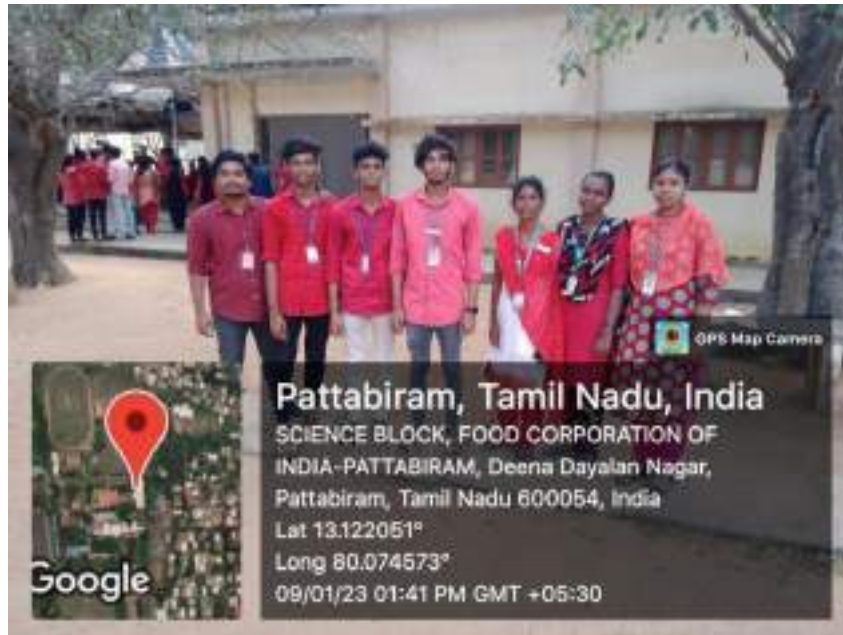 GPS Map Camera
Pattabiram, Tamil Nadu, India
SCIENCE BLOCK, FOOD CORPORATION OF
INDIA-PATTABIRAM, Deena Dayalan Nagar,
Pattabiram, Tamil Nadu 600054, India
Lat 13.122051°
Long 80.074573°
09/01/23 01:41 PM GMT +05:30
Google